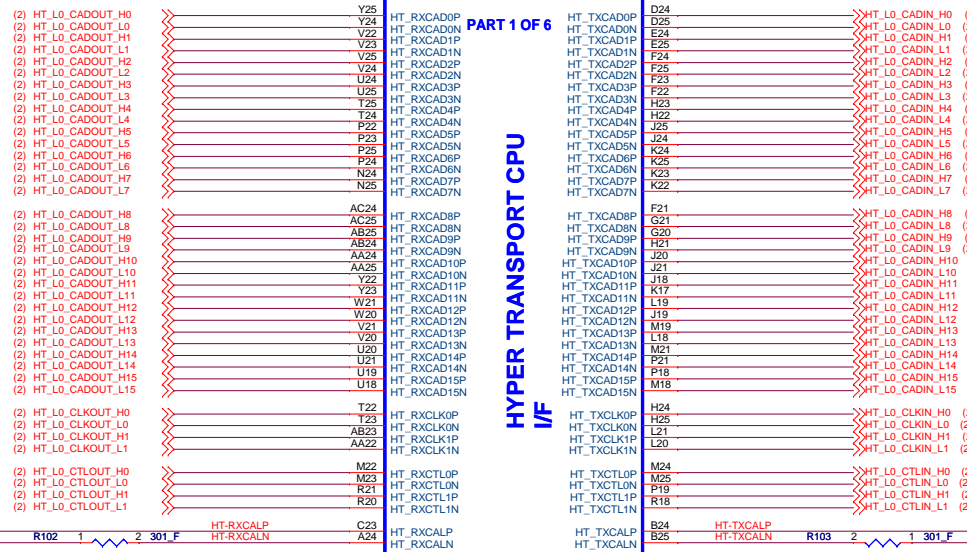 (2) HT_L0_CADOUT_H0 Y25 HT_RXCAD0P PART 1 OF 6 HT_TXCAD0P D24 HT_L0_CADIN_H0
(2) HT_L0_CADOUT_L0 Y24 HT_RXCAD0N HT_TXCAD0N D25 HT_L0_CADIN_L0
(2) HT_L0_CADOUT_H1 V22 HT_RXCAD1P HT_TXCAD1P E24 HT_L0_CADIN_H1
(2) HT_L0_CADOUT_L1 V23 HT_RXCAD1N HT_TXCAD1N E25 HT_L0_CADIN_L1
(2) HT_L0_CADOUT_H2 V25 HT_RXCAD2P HT_TXCAD2P F24 HT_L0_CADIN_H2
(2) HT_L0_CADOUT_L2 V24 HT_RXCAD2N HT_TXCAD2N F25 HT_L0_CADIN_L2
(2) HT_L0_CADOUT_H3 U24 HT_RXCAD3P HT_TXCAD3P F23 HT_L0_CADIN_H3
(2) HT_L0_CADOUT_L3 U25 HT_RXCAD3N HT_TXCAD3N F22 HT_L0_CADIN_L3
(2) HT_L0_CADOUT_H4 T25 HT_RXCAD4P HT_TXCAD4P H23 HT_L0_CADIN_H4
(2) HT_L0_CADOUT_L4 T24 HT_RXCAD4N HT_TXCAD4N H22 HT_L0_CADIN_L4
(2) HT_L0_CADOUT_H5 P22 HT_RXCAD5P HT_TXCAD5P J25 HT_L0_CADIN_H5
(2) HT_L0_CADOUT_L5 P23 HT_RXCAD5N HT_TXCAD5N J24 HT_L0_CADIN_L5
(2) HT_L0_CADOUT_H6 P25 HT_RXCAD6P HT_TXCAD6P K24 HT_L0_CADIN_H6
(2) HT_L0_CADOUT_L6 P24 HT_RXCAD6N HT_TXCAD6N K25 HT_L0_CADIN_L6
(2) HT_L0_CADOUT_H7 N24 HT_RXCAD7P HT_TXCAD7P K23 HT_L0_CADIN_H7
(2) HT_L0_CADOUT_L7 N25 HT_RXCAD7N HT_TXCAD7N K22 HT_L0_CADIN_L7
(2) HT_L0_CADOUT_H8 AC24 HT_RXCAD8P HT_TXCAD8P F21 HT_L0_CADIN_H8
(2) HT_L0_CADOUT_L8 AC25 HT_RXCAD8N HT_TXCAD8N G21 HT_L0_CADIN_L8
(2) HT_L0_CADOUT_H9 AB25 HT_RXCAD9P HT_TXCAD9P G20 HT_L0_CADIN_H9
(2) HT_L0_CADOUT_L9 AB24 HT_RXCAD9N HT_TXCAD9N H21 HT_L0_CADIN_L9
(2) HT_L0_CADOUT_H10 AA24 HT_RXCAD10P HT_TXCAD10P J20 HT_L0_CADIN_H10
(2) HT_L0_CADOUT_L10 AA25 HT_RXCAD10N HT_TXCAD10N J21 HT_L0_CADIN_L10
(2) HT_L0_CADOUT_H11 Y22 HT_RXCAD11P HT_TXCAD11P J18 HT_L0_CADIN_H11
(2) HT_L0_CADOUT_L11 Y23 HT_RXCAD11N HT_TXCAD11N K17 HT_L0_CADIN_L11
(2) HT_L0_CADOUT_H12 W21 HT_RXCAD12P HT_TXCAD12P L19 HT_L0_CADIN_H12
(2) HT_L0_CADOUT_L12 W20 HT_RXCAD12N HT_TXCAD12N J19 HT_L0_CADIN_L12
(2) HT_L0_CADOUT_H13 V21 HT_RXCAD13P HT_TXCAD13P M19 HT_L0_CADIN_H13
(2) HT_L0_CADOUT_L13 V20 HT_RXCAD13N HT_TXCAD13N L18 HT_L0_CADIN_L13
(2) HT_L0_CADOUT_H14 U20 HT_RXCAD14P HT_TXCAD14P M21 HT_L0_CADIN_H14
(2) HT_L0_CADOUT_L14 U21 HT_RXCAD14N HT_TXCAD14N P21 HT_L0_CADIN_L14
(2) HT_L0_CADOUT_H15 U19 HT_RXCAD15P HT_TXCAD15P P18 HT_L0_CADIN_H15
(2) HT_L0_CADOUT_L15 U18 HT_RXCAD15N HT_TXCAD15N M18 HT_L0_CADIN_L15
HYPER TRANSPORT CPU
I/F
(2) HT_L0_CLKOUT_H0 T22 HT_RXCLK0P HT_TXCLK0P H24 HT_L0_CLKIN_H0
(2) HT_L0_CLKOUT_L0 T23 HT_RXCLK0N HT_TXCLK0N H25 HT_L0_CLKIN_L0 (2
(2) HT_L0_CLKOUT_H1 AB23 HT_RXCLK1P HT_TXCLK1P L21 HT_L0_CLKIN_H1
(2) HT_L0_CLKOUT_L1 AA22 HT_RXCLK1N HT_TXCLK1N L20 HT_L0_CLKIN_L1 (2
(2) HT_L0_CTLOUT_H0 M22 HT_RXCTL0P HT_TXCTL0P M24 HT_L0_CTLIN_H0 (2
(2) HT_L0_CTLOUT_L0 M23 HT_RXCTL0N HT_TXCTL0N M25 HT_L0_CTLIN_L0 (2
(2) HT_L0_CTLOUT_H1 R21 HT_RXCTL1P HT_TXCTL1P P19 HT_L0_CTLIN_H1 (2
(2) HT_L0_CTLOUT_L1 R20 HT_RXCTL1N HT_TXCTL1N R18 HT_L0_CTLIN_L1 (2
HT-RXCALP C23 HT_RXCALP HT_TXCALP B24 HT-TXCALP
R102 1 2 301_F HT-RXCALN A24 HT_RXCALN HT_TXCALN B25 HT-TXCALN R103 2 1 301_F